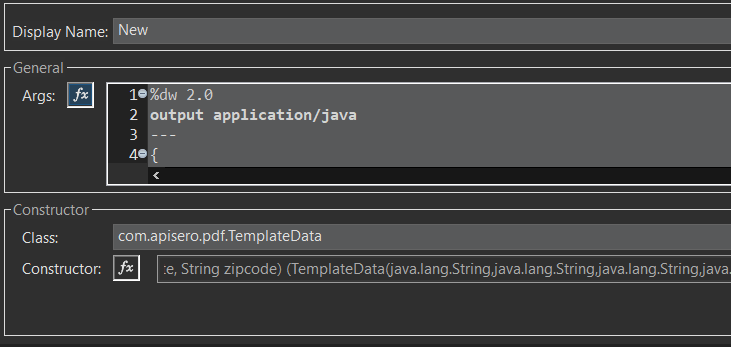 Display Name: New
General
Args: fx
1 %dw 2.0
2 output application/java
3 ---
4 {
Constructor
Class: com.apisero.pdf.TemplateData
Constructor: fx :e, String zipcode) (TemplateData(java.lang.String,java.lang.String,java.lang.String,java.